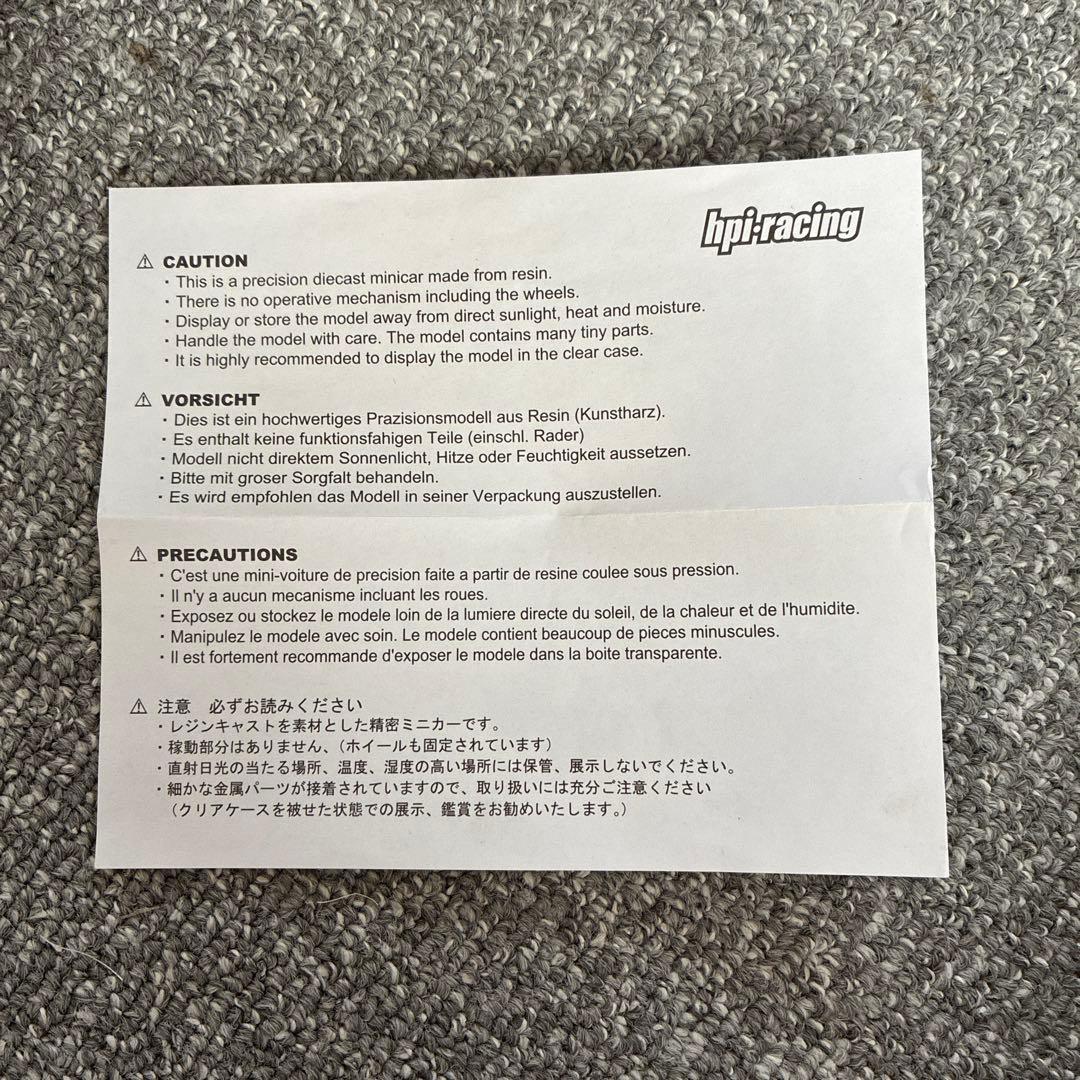 hpi·racing
⚠ CAUTION
・This is a precision diecast minicar made from resin.
・There is no operative mechanism including the wheels.
・Display or store the model away from direct sunlight, heat and moisture.
・Handle the model with care. The model contains many tiny parts.
・It is highly recommended to display the model in the clear case.
⚠ VORSICHT
・Dies ist ein hochwertiges Prazisionsmodell aus Resin (Kunstharz).
・Es enthalt keine funktionsfahigen Teile (einschl. Rader)
・Modell nicht direktem Sonnenlicht, Hitze oder Feuchtigkeit aussetzen.
・Bitte mit groser Sorgfalt behandeln.
・Es wird empfohlen das Modell in seiner Verpackung auszustellen.
⚠ PRECAUTIONS
・C'est une mini-voiture de precision faite a partir de resine coulee sous pression.
・Il n'y a aucun mecanisme incluant les roues.
・Exposez ou stockez le modele loin de la lumiere directe du soleil, de la chaleur et de l'humidite.
・Manipulez le modele avec soin. Le modele contient beaucoup de pieces minuscules.
・Il est fortement recommande d'exposer le modele dans la boite transparente.
⚠ 注意　必ずお読みください
・レジンキャストを素材とした精密ミニカーです。
・稼動部分はありません、（ホイールも固定されています）
・直射日光の当たる場所、温度、湿度の高い場所には保管、展示しないでください。
・細かな金属パーツが接着されていますので、取り扱いには充分ご注意ください
（クリアケースを被せた状態での展示、鑑賞をお勧めいたします。）